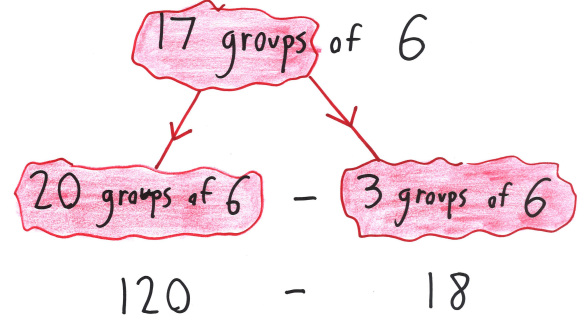 17 groups of 6
20 groups of 6 - 3 groups of 6
120 - 18